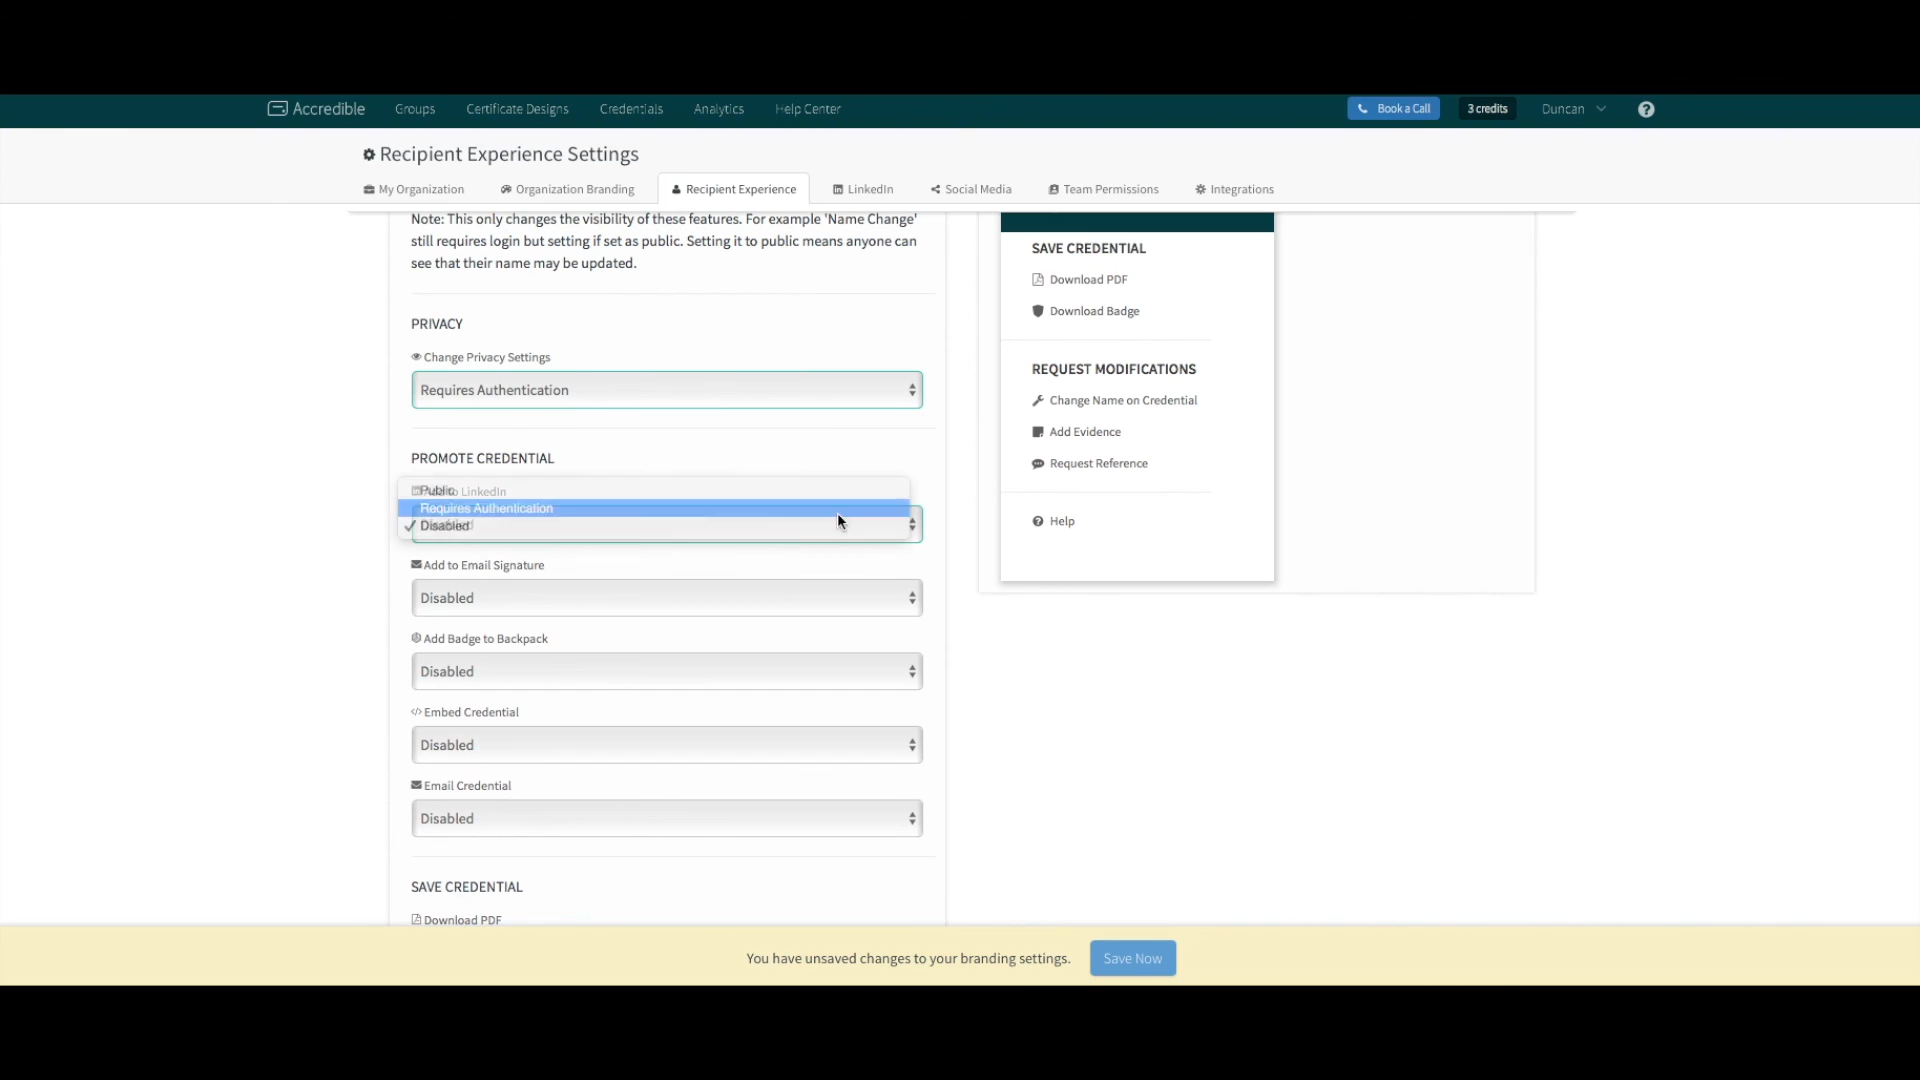 Accredible Groups Certificate Designs Credentials Analytics Help Center Book a Call 3 credits Duncan ?
Recipient Experience Settings
My Organization Organization Branding Recipient Experience LinkedIn Social Media Team Permissions Integrations
Note: This only changes the visibility of these features. For example 'Name Change'
still requires login but setting if set as public. Setting it to public means anyone can
see that their name may be updated.
PRIVACY
Change Privacy Settings
Requires Authentication
PROMOTE CREDENTIAL
Public
Add to LinkedIn
Requires Authentication
Disabled
Add to Email Signature
Disabled
Add Badge to Backpack
Disabled
Embed Credential
Disabled
Email Credential
Disabled
SAVE CREDENTIAL
Download PDF
SAVE CREDENTIAL
Download PDF
Download Badge
REQUEST MODIFICATIONS
Change Name on Credential
Add Evidence
Request Reference
Help
You have unsaved changes to your branding settings. Save Now